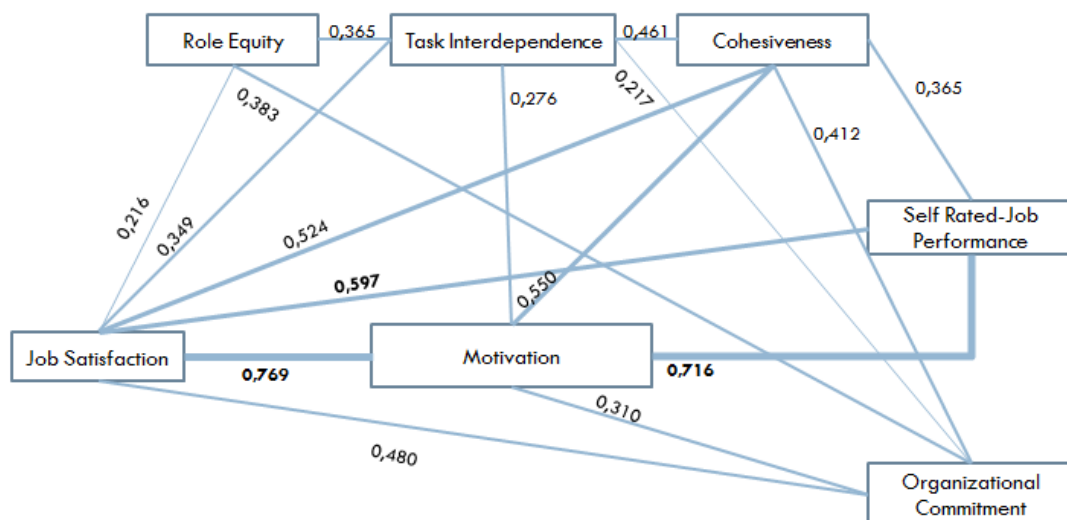 Role Equity
0,365
Task Interdependence
0,461
Cohesiveness
0,383
0,276
0,217
0,365
0,412
0,216
0,349
0,524
Self Rated-Job
Performance
0,597
0,550
Job Satisfaction
0,769
Motivation
0,716
0,310
0,480
Organizational
Commitment